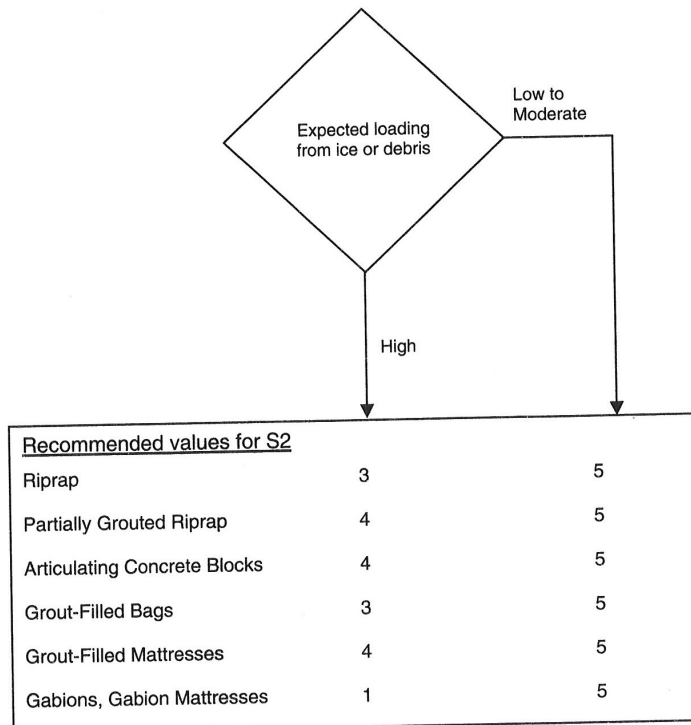 Expected loading
from ice or debris
Low to
Moderate
High
Recommended values for S2
Riprap 3 5
Partially Grouted Riprap 4 5
Articulating Concrete Blocks 4 5
Grout-Filled Bags 3 5
Grout-Filled Mattresses 4 5
Gabions, Gabion Mattresses 1 5